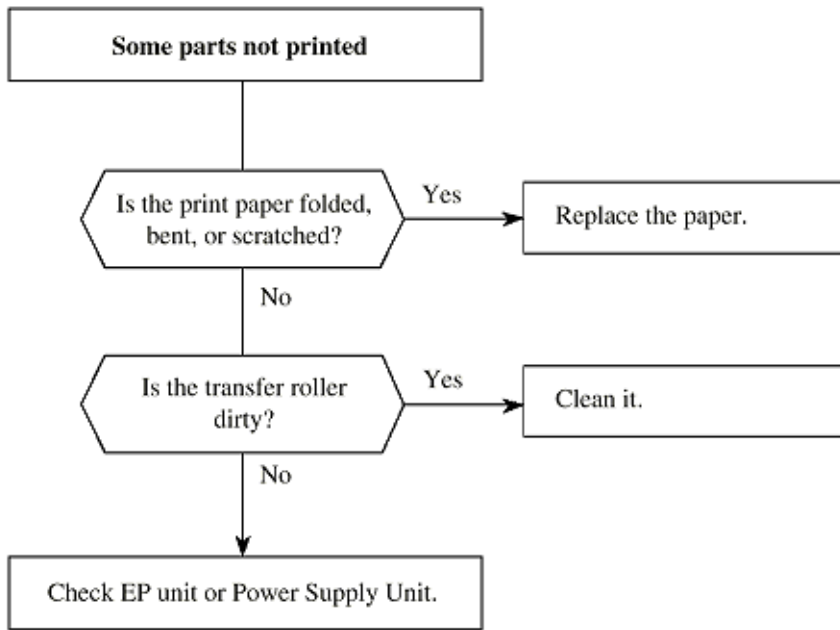 Some parts not printed
Is the print paper folded,
bent, or scratched?
Yes
Replace the paper.
No
Is the transfer roller
dirty?
Yes
Clean it.
No
Check EP unit or Power Supply Unit.